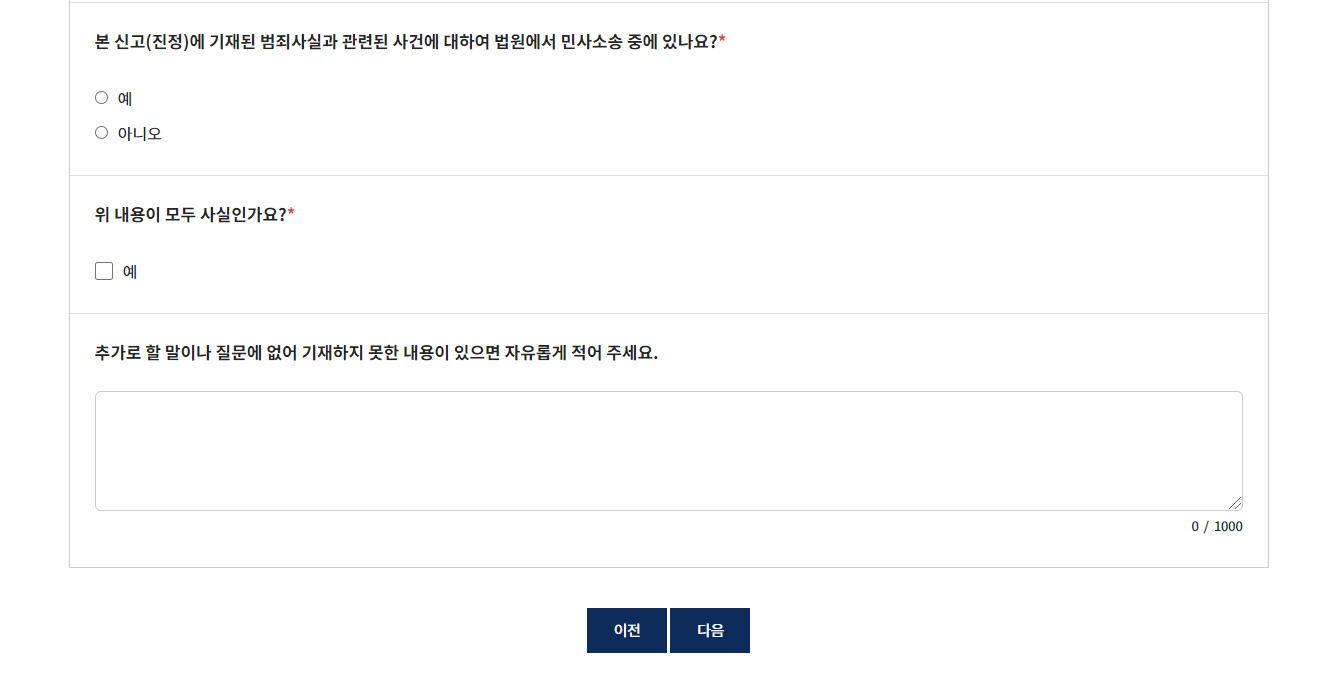 본 신고(진정)에 기재된 범죄사실과 관련된 사건에 대하여 법원에서 민사소송 중에 있나요?*
예
아니오
위 내용이 모두 사실인가요?*
예
추가로 할 말이나 질문에 없어 기재하지 못한 내용이 있으면 자유롭게 적어 주세요.
0 / 1000
이전 다음